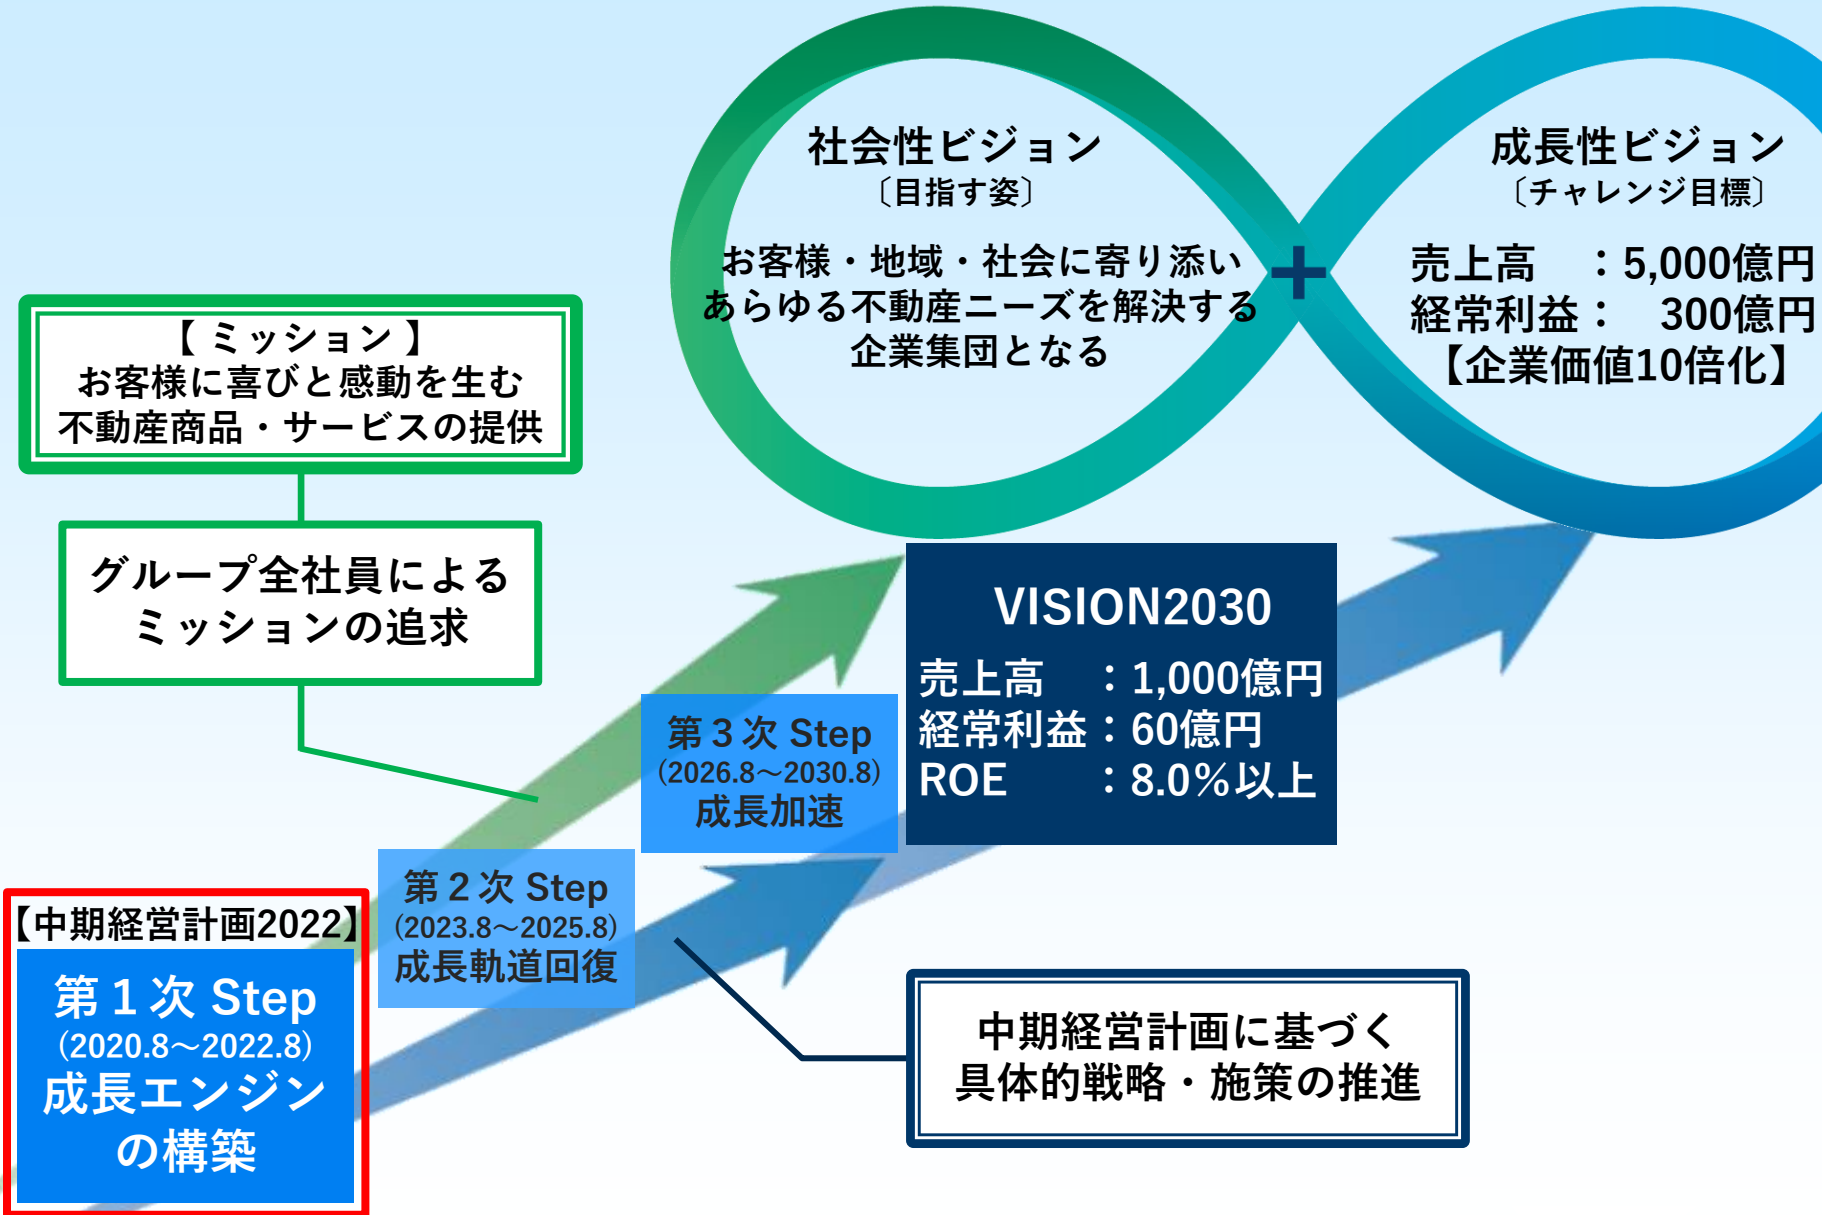 社会性ビジョン
〔目指す姿〕
お客様・地域・社会に寄り添い
あらゆる不動産ニーズを解決する
企業集団となる
+
成長性ビジョン
〔チャレンジ目標〕
売上高　：5,000億円
経常利益：　300億円
【企業価値10倍化】
【 ミッション 】
お客様に喜びと感動を生む
不動産商品・サービスの提供
グループ全社員による
ミッションの追求
VISION2030
売上高　：1,000億円
経常利益：60億円
ROE　　：8.0%以上
第３次 Step
(2026.8～2030.8)
成長加速
第２次 Step
(2023.8～2025.8)
成長軌道回復
【中期経営計画2022】
第１次 Step
(2020.8～2022.8)
成長エンジン
の構築
中期経営計画に基づく
具体的戦略・施策の推進